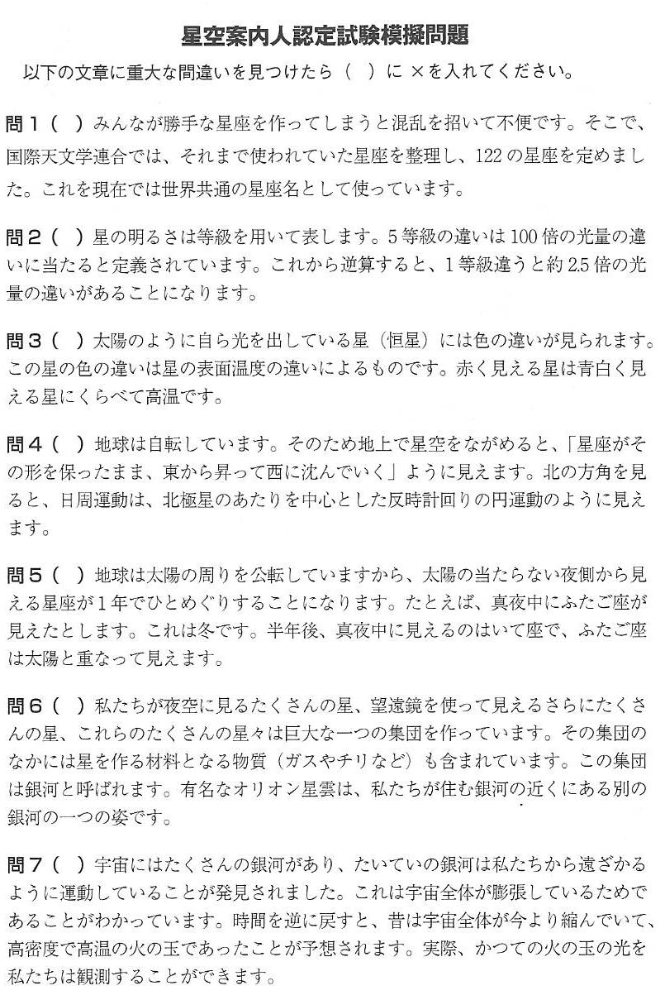 星空案内人認定試験模擬問題
以下の文章に重大な間違いを見つけたら（　）に ×を入れてください。
問１（　）みんなが勝手な星座を作ってしまうと混乱を招いて不便です。そこで、
国際天文学連合では、それまで使われていた星座を整理し、122 の星座を定めまし
た。これを現在では世界共通の星座名として使っています。
問２（　）星の明るさは等級を用いて表します。5 等級の違いは 100 倍の光量の違
いに当たると定義されています。これから逆算すると、1 等級違うと約 2.5 倍の光
量の違いがあることになります。
問３（　）太陽のように自ら光を出している星（恒星）には色の違いが見られます。
この星の色の違いは星の表面温度の違いによるものです。赤く見える星は青白く見
える星にくらべて高温です。
問４（　）地球は自転しています。そのため地上で星空をながめると、「星座がそ
の形を保ったまま、東から昇って西に沈んでいく」ように見えます。北の方角を見
ると、日周運動は、北極星のあたりを中心とした反時計回りの円運動のように見え
ます。
問５（　）地球は太陽の周りを公転していますから、太陽の当たらない夜側から見
える星座が 1 年でひとめぐりすることになります。たとえば、真夜中にふたご座が
見えたとします。これは冬です。半年後、真夜中に見えるのはいて座で、ふたご座
は太陽と重なって見えます。
問６（　）私たちが夜空に見るたくさんの星、望遠鏡を使って見えるさらにたくさ
んの星、これらのたくさんの星々は巨大な一つの集団を作っています。その集団の
なかには星を作る材料となる物質（ガスやチリなど）も含まれています。この集団
は銀河と呼ばれます。有名なオリオン星雲は、私たちが住む銀河の近くにある別の
銀河の一つの姿です。
問７（　）宇宙にはたくさんの銀河があり、たいていの銀河は私たちから遠ざかる
ように運動していることが発見されました。これは宇宙全体が膨張しているためで
あることがわかっています。時間を逆に戻すと、昔は宇宙全体が今より縮んでいて、
高密度で高温の火の玉であったことが予想されます。実際、かつての火の玉の光を
私たちは観測することができます。